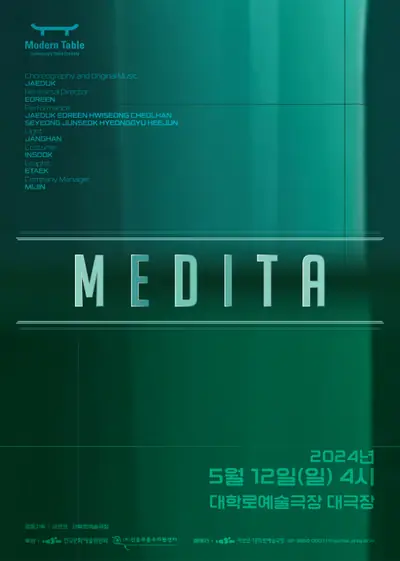 Modern Table
Choreography and Original Music
JAEDUK
Rehearsal Director
EOREEN
Performance
JAEDUK EOREEN HWISEONG CHEOLHAN
SEYEONG JUNSEOK HYEONGGYU HEEJUN
Light
JANGHAN
Costume
INSOOK
Graphic
ETAEK
Company Manager
MIJIN
MEDITA
2024년
5월 12일(일) 4시
대학로예술극장 대극장